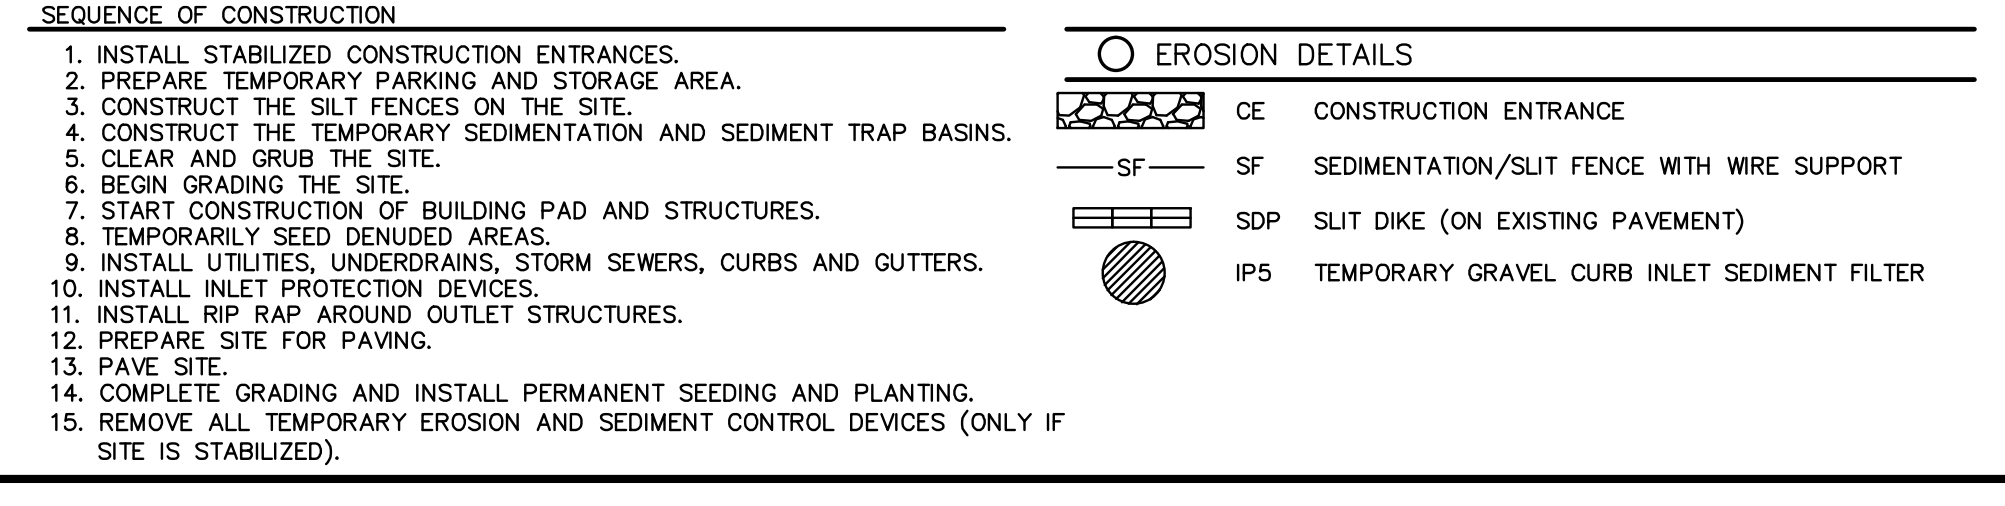 SEQUENCE OF CONSTRUCTION
1. INSTALL STABILIZED CONSTRUCTION ENTRANCES.
2. PREPARE TEMPORARY PARKING AND STORAGE AREA.
3. CONSTRUCT THE SILT FENCES ON THE SITE.
4. CONSTRUCT THE TEMPORARY SEDIMENTATION AND SEDIMENT TRAP BASINS.
5. CLEAR AND GRUB THE SITE.
6. BEGIN GRADING THE SITE.
7. START CONSTRUCTION OF BUILDING PAD AND STRUCTURES.
8. TEMPORARILY SEED DENUDED AREAS.
9. INSTALL UTILITIES, UNDERDRAINS, STORM SEWERS, CURBS AND GUTTERS.
10. INSTALL INLET PROTECTION DEVICES.
11. INSTALL RIP RAP AROUND OUTLET STRUCTURES.
12. PREPARE SITE FOR PAVING.
13. PAVE SITE.
14. COMPLETE GRADING AND INSTALL PERMANENT SEEDING AND PLANTING.
15. REMOVE ALL TEMPORARY EROSION AND SEDIMENT CONTROL DEVICES (ONLY IF
SITE IS STABILIZED).
EROSION DETAILS
CE CONSTRUCTION ENTRANCE
SF SF SEDIMENTATION/SLIT FENCE WITH WIRE SUPPORT
SDP SLIT DIKE (ON EXISTING PAVEMENT)
IP5 TEMPORARY GRAVEL CURB INLET SEDIMENT FILTER